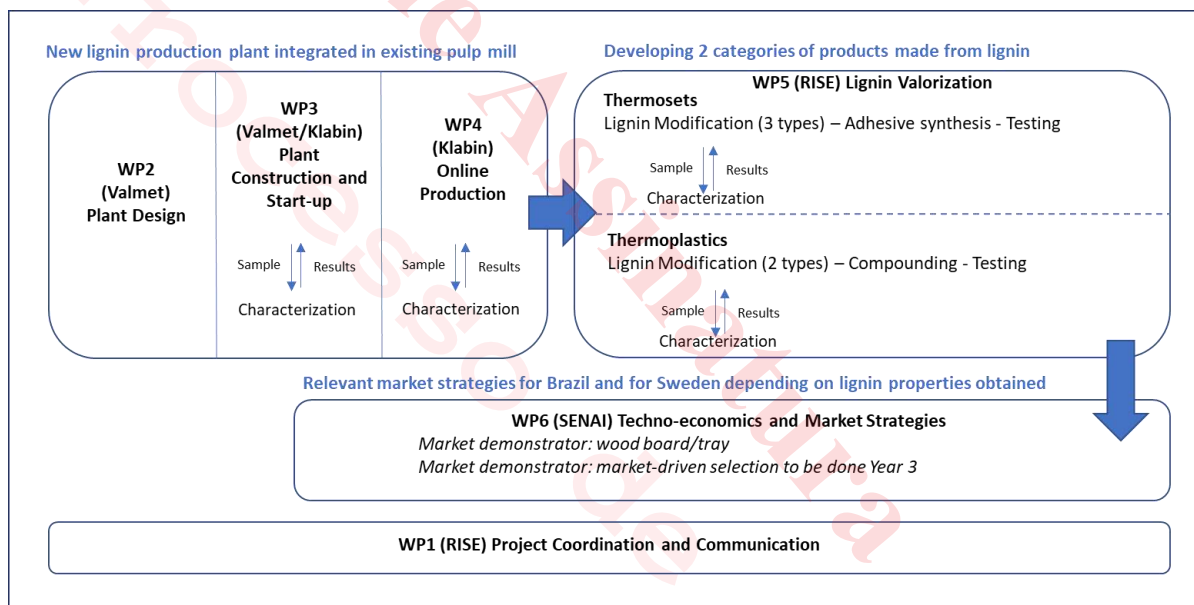 New lignin production plant integrated in existing pulp mill
WP2
(Valmet)
Plant Design
WP3
(Valmet/Klabin)
Plant
Construction and
Start-up
Sample
Results
Characterization
WP4
(Klabin)
Online
Production
Sample
Results
Characterization
Developing 2 categories of products made from lignin
WP5 (RISE) Lignin Valorization
Thermosets
Lignin Modification (3 types) – Adhesive synthesis - Testing
Sample
Results
Characterization
Thermoplastics
Lignin Modification (2 types) – Compounding - Testing
Sample
Results
Characterization
Relevant market strategies for Brazil and for Sweden depending on lignin properties obtained
WP6 (SENAI) Techno-economics and Market Strategies
Market demonstrator: wood board/tray
Market demonstrator: market-driven selection to be done Year 3
WP1 (RISE) Project Coordination and Communication
rocesso de
de Assinatura